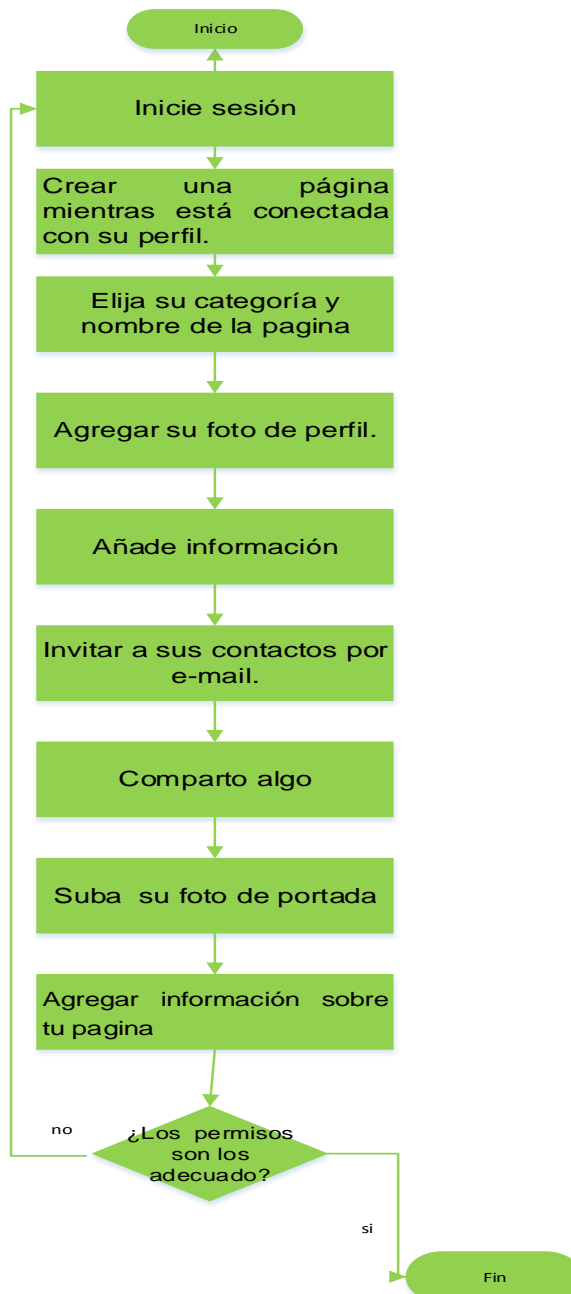 Inicio
Inicie sesión
Crear una página
mientras está conectada
con su perfil.
Elija su categoría y
nombre de la pagina
Agregar su foto de perfil.
Añade información
Invitar a sus contactos por
e-mail.
Comparto algo
Suba su foto de portada
Agregar información sobre
tu pagina
no
¿Los permisos
son los
adecuado?
si
Fin